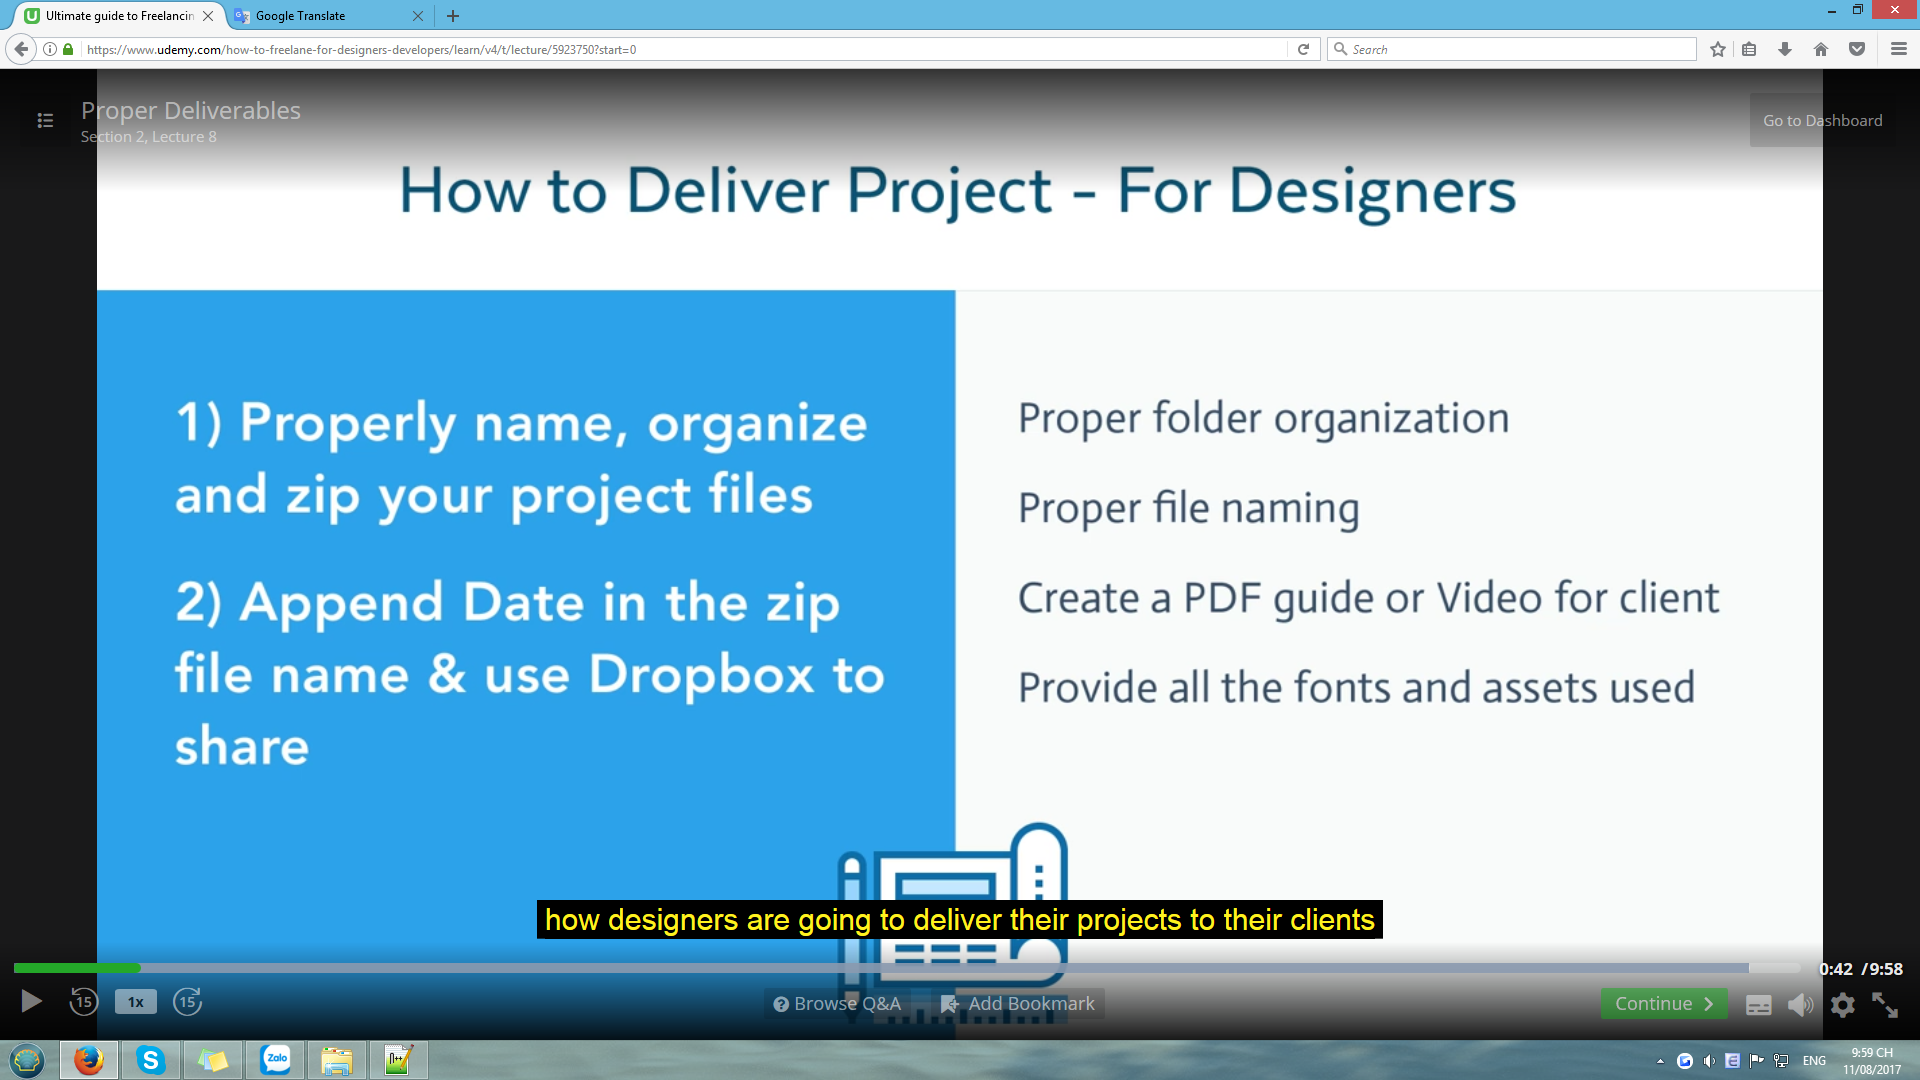 Ultimate guide to Freelancin
Google Translate
https://www.udemy.com/how-to-freelane-for-designers-developers/learn/v4/t/lecture/5923750?start=0
Search
Proper Deliverables
Section 2, Lecture 8
Go to Dashboard
How to Deliver Project - For Designers
1) Properly name, organize
and zip your project files
2) Append Date in the zip
file name & use Dropbox to
share
Proper folder organization
Proper file naming
Create a PDF guide or Video for client
Provide all the fonts and assets used
how designers are going to deliver their projects to their clients
0:42 / 9:58
15
1x
15
Browse Q&A
Add Bookmark
Continue
Zalo
ENG
9:59 CH
11/08/2017